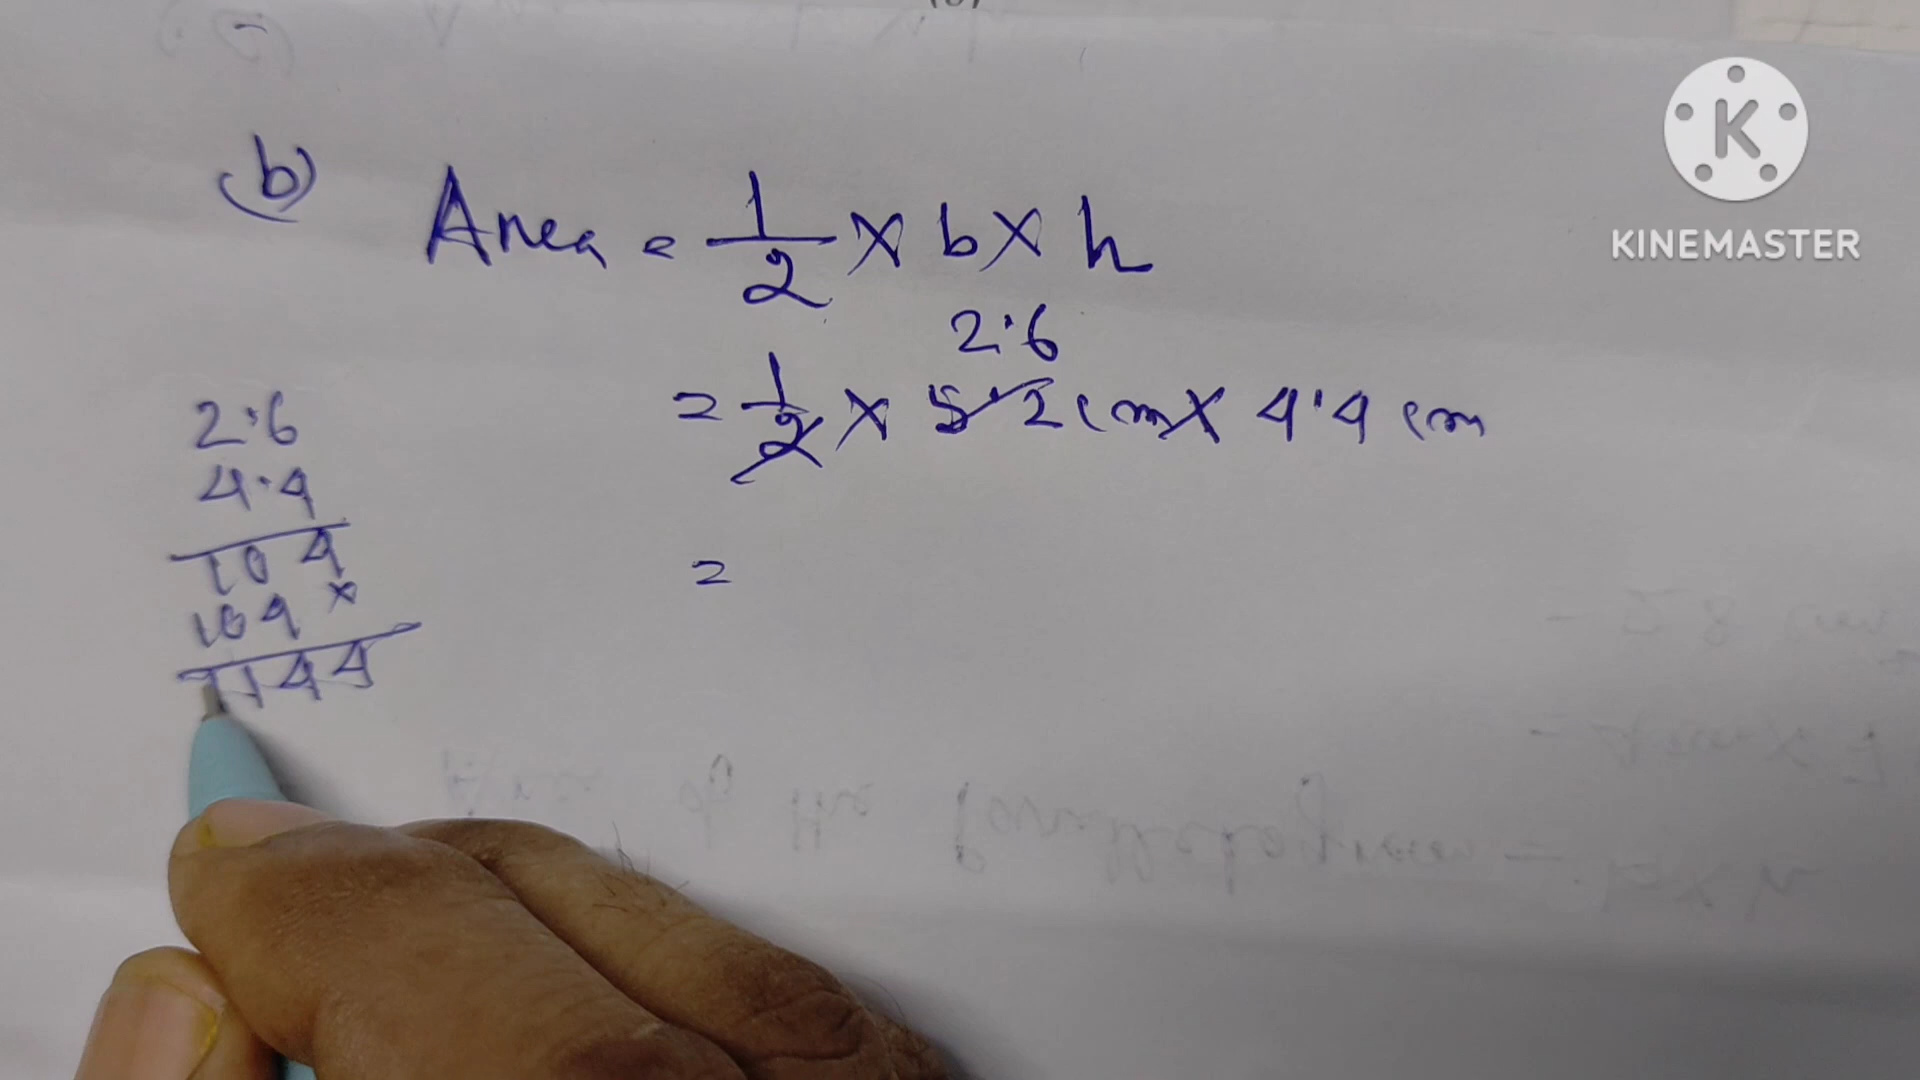 (b) Area = 1/2 × b × h
2.6
= 1/2 × 5.2 cm × 4.4 cm
=
2.6
4.4
104
104 ×
1144
KINEMASTER